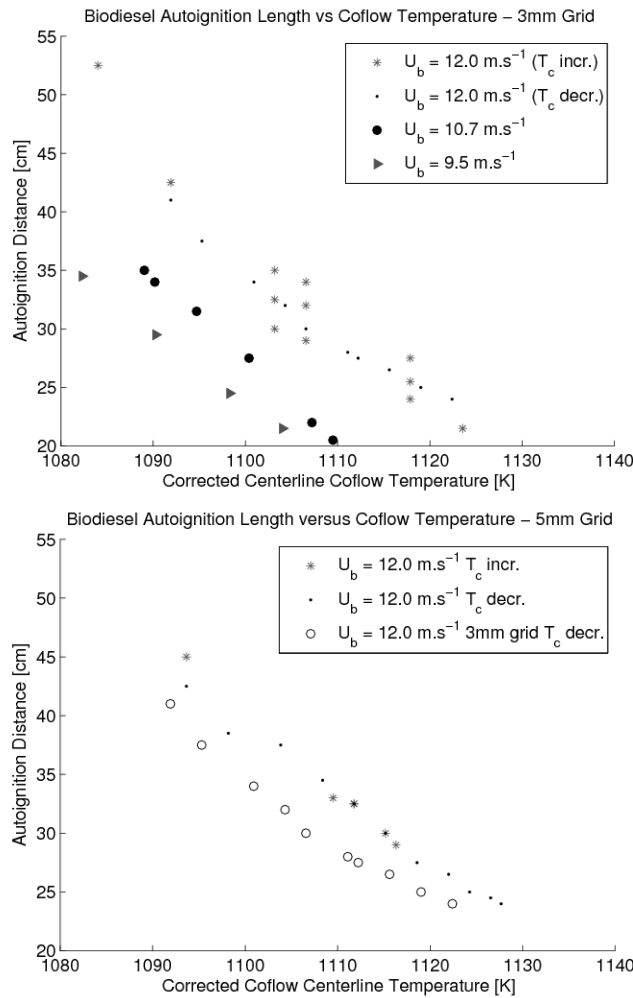 Biodiesel Autoignition Length vs Coflow Temperature – 3mm Grid
55
50
45
40
35
30
25
20
Autoignition Distance [cm]
U_b = 12.0 m.s⁻¹ (T_c incr.)
U_b = 12.0 m.s⁻¹ (T_c decr.)
U_b = 10.7 m.s⁻¹
U_b = 9.5 m.s⁻¹
1080 1090 1100 1110 1120 1130 1140
Corrected Centerline Coflow Temperature [K]
Biodiesel Autoignition Length versus Coflow Temperature – 5mm Grid
55
50
45
40
35
30
25
20
Autoignition Distance [cm]
U_b = 12.0 m.s⁻¹ T_c incr.
U_b = 12.0 m.s⁻¹ T_c decr.
U_b = 12.0 m.s⁻¹ 3mm grid T_c decr.
1080 1090 1100 1110 1120 1130 1140
Corrected Coflow Centerline Temperature [K]